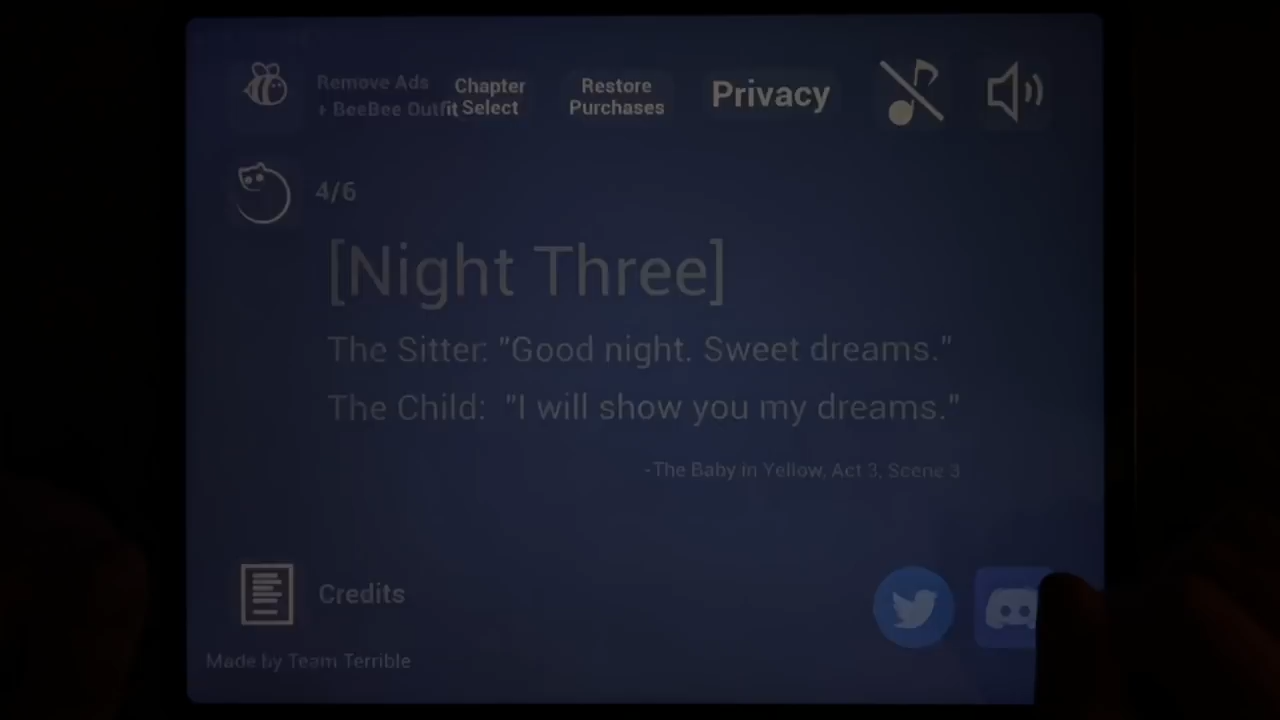 Remove Ads
+ BeeBee Outfit
Chapter
Select
Restore
Purchases
Privacy
4/6
[Night Three]
The Sitter: "Good night. Sweet dreams."
The Child: "I will show you my dreams."
-The Baby in Yellow, Act 3, Scene 3
Credits
Made by Team Terrible